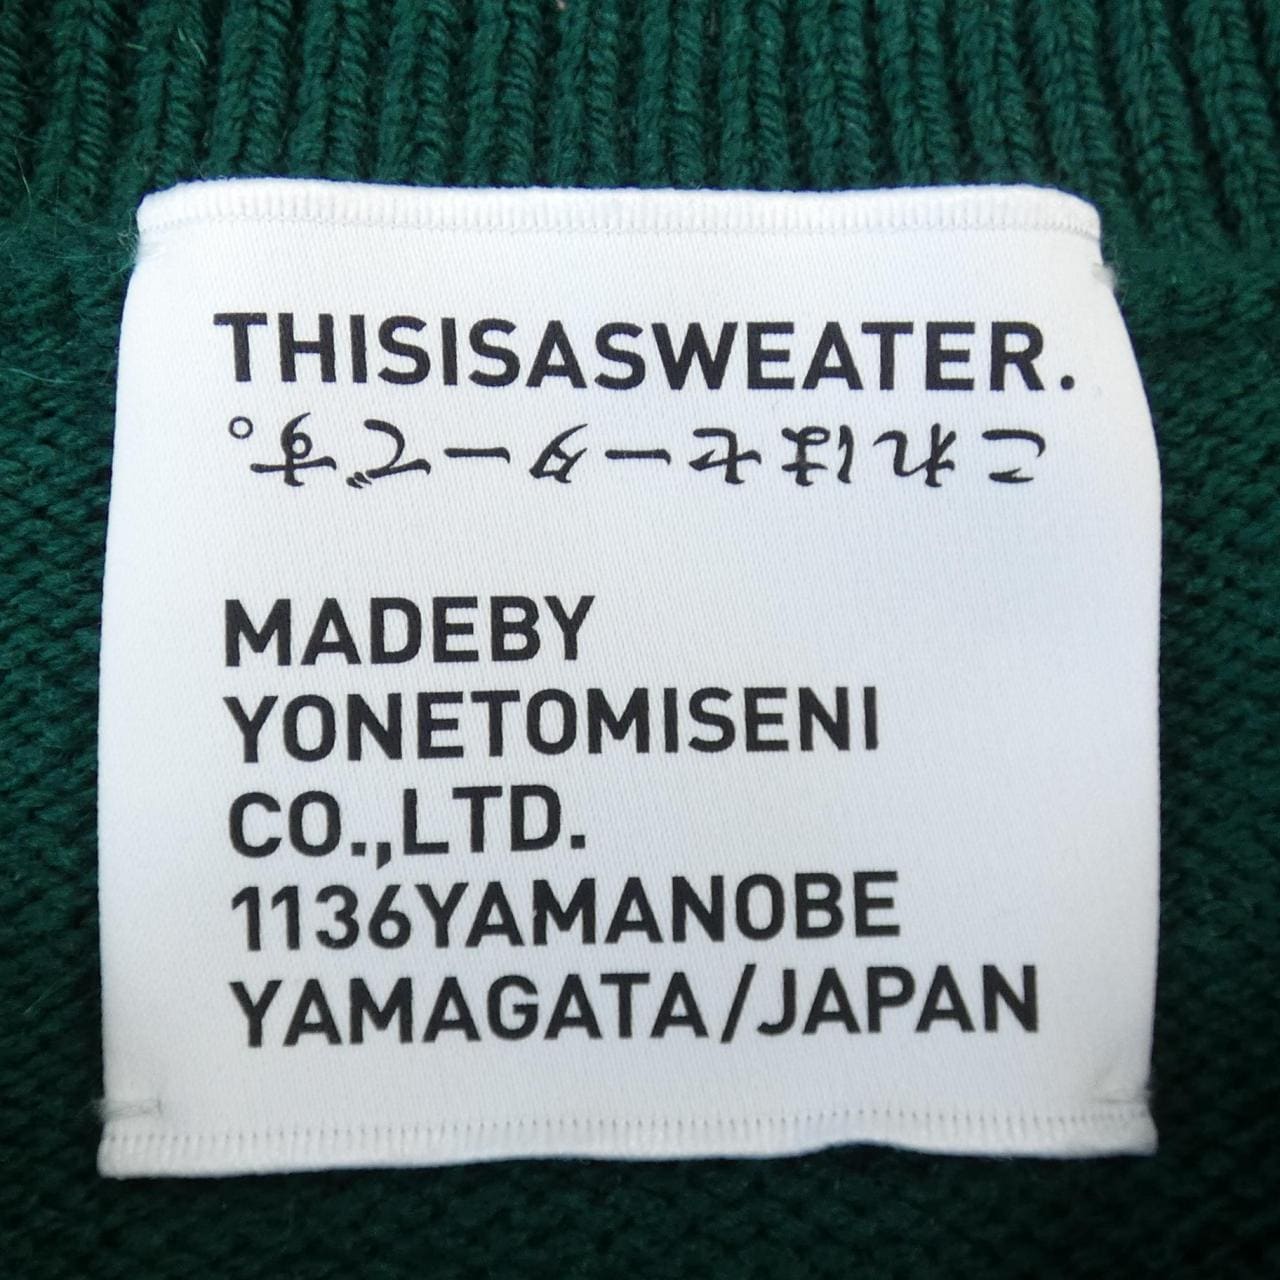 THISISASWEATER.
これはセーターです。
MADEBY
YONETOMISENI
CO.,LTD.
1136YAMANOBE
YAMAGATA/JAPAN